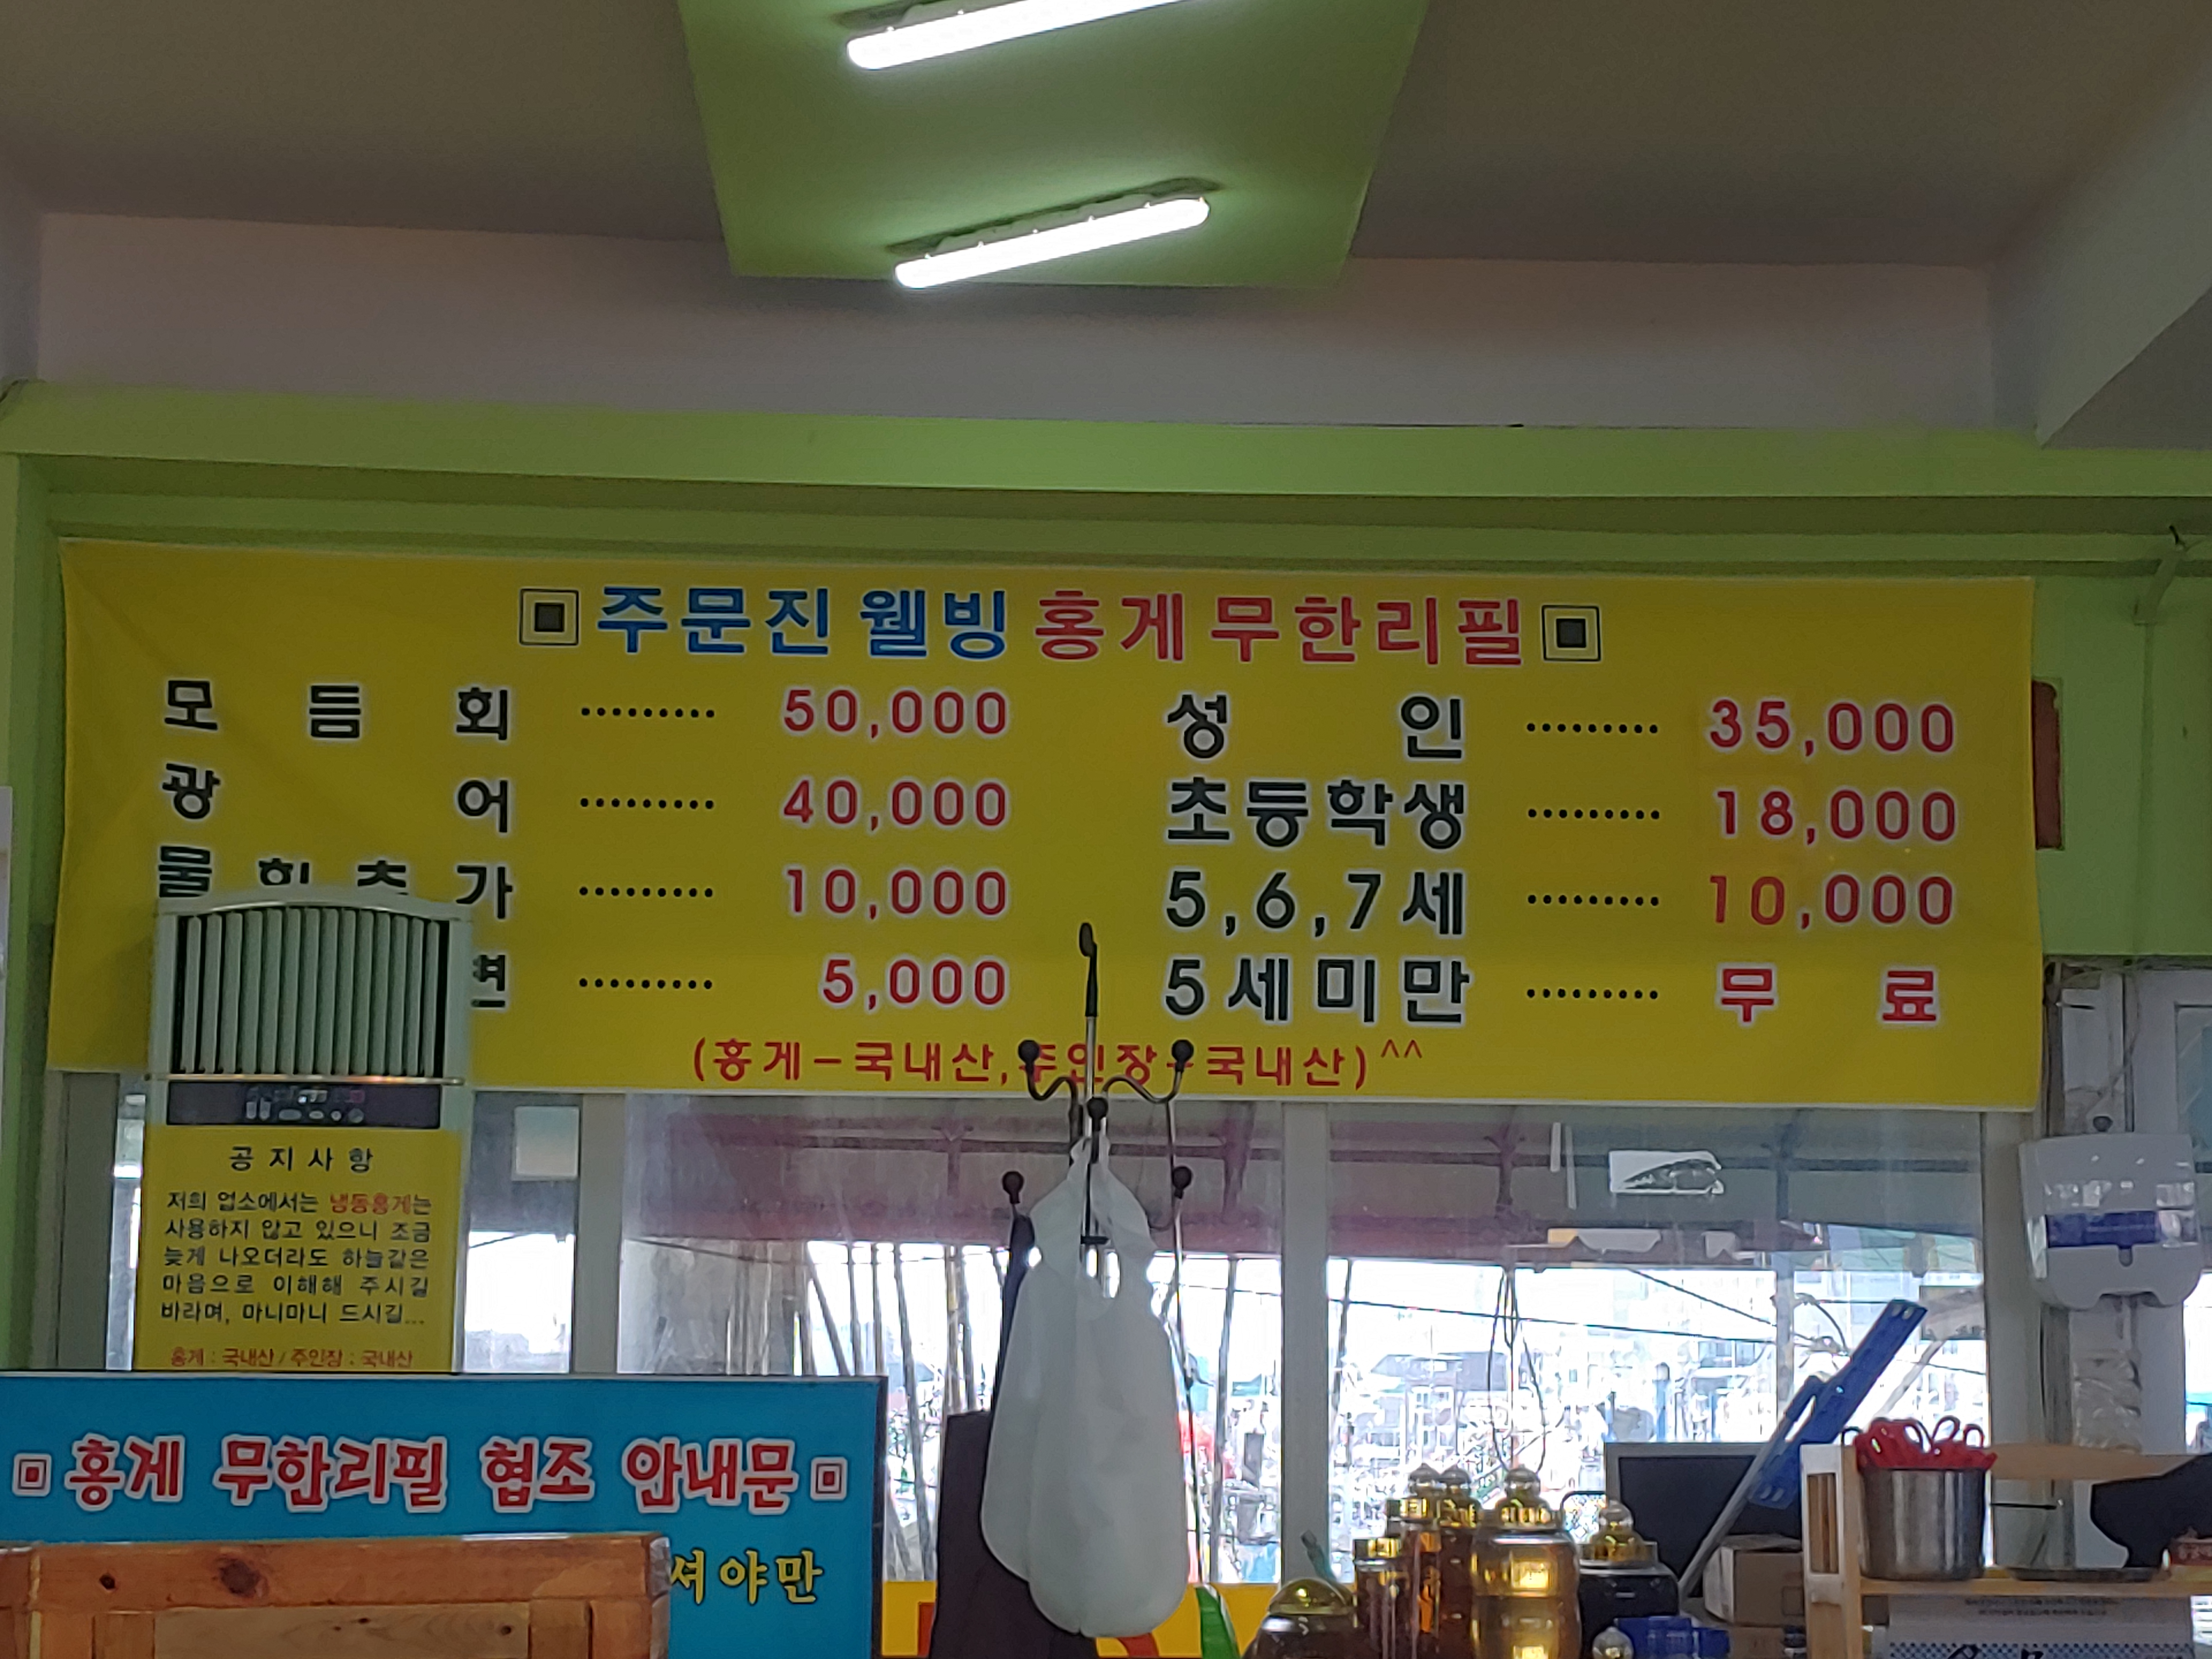 ▣주문진 웰빙 홍게 무한리필▣
모듬회 ········· 50,000
광어 ········· 40,000
물회추가 ········· 10,000
········· 5,000
성인 ········· 35,000
초등학생 ········· 18,000
5,6,7세 ········· 10,000
5세미만 ········· 무료
(홍게-국내산,주인장-국내산)^^
공지사항
저희 업소에서는 냉동홍게는
사용하지 않고 있으니 조금
늦게 나오더라도 하늘같은
마음으로 이해해 주시길
바라며, 마니마니 드시길...
홍게 : 국내산 / 주인장 : 국내산
▣홍게 무한리필 협조 안내문▣
셔야만